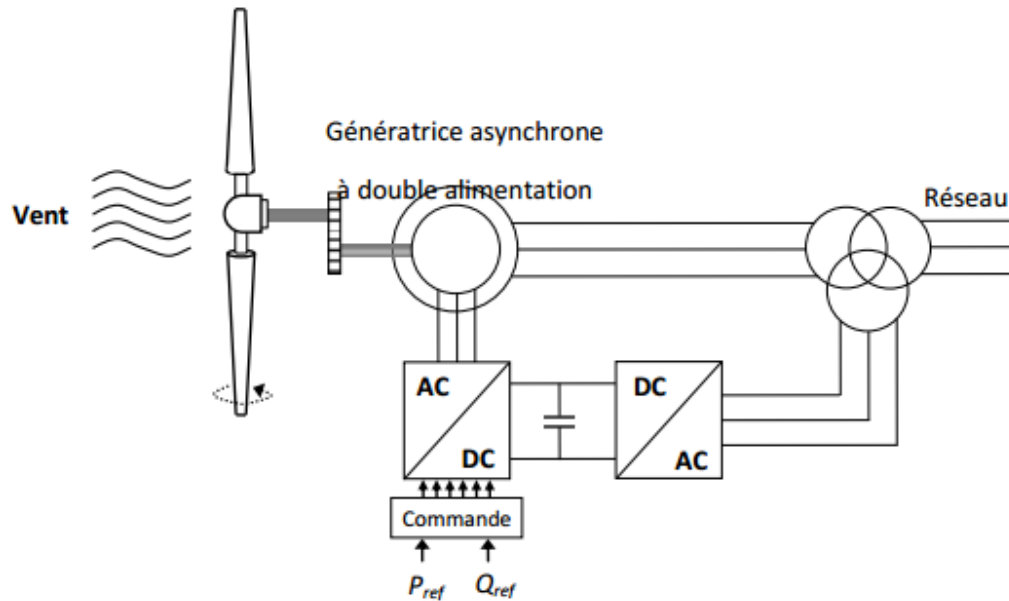 Génératrice asynchrone
à double alimentation
Vent
Réseau
AC
DC
DC
AC
Commande
Pref
Qref